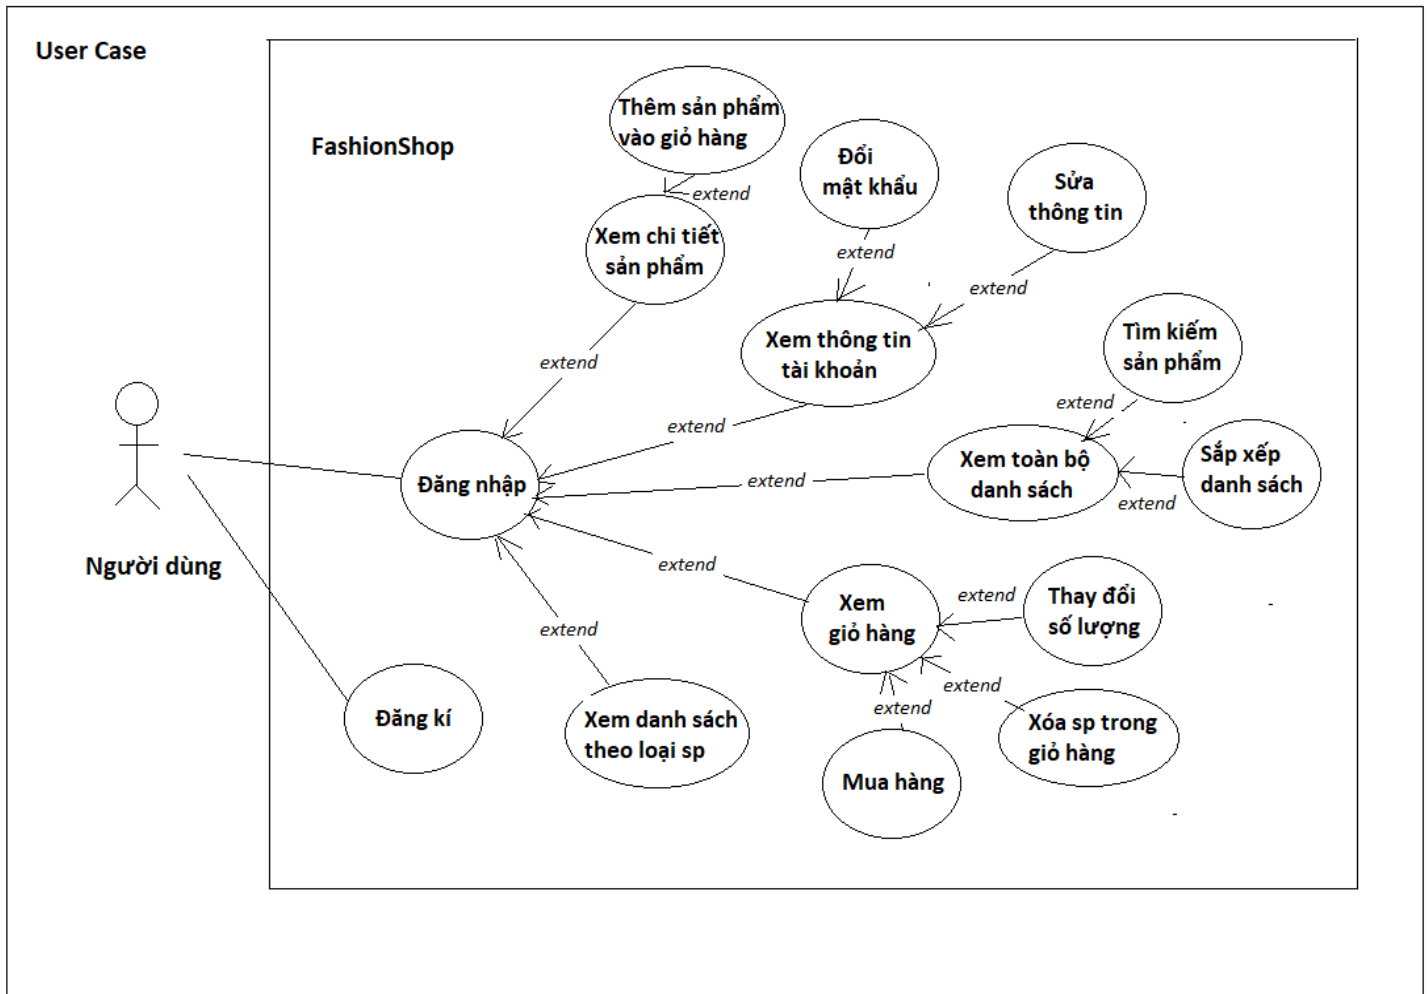 User Case
FashionShop
Thêm sản phẩm
vào giỏ hàng
extend
Xem chi tiết
sản phẩm
extend
Đổi
mật khẩu
extend
Sửa
thông tin
extend
Xem thông tin
tài khoản
extend
Tìm kiếm
sản phẩm
extend
Sắp xếp
danh sách
extend
Xem toàn bộ
danh sách
extend
Đăng nhập
Người dùng
extend
Xem
giỏ hàng
extend
Thay đổi
số lượng
extend
Xóa sp trong
giỏ hàng
extend
Mua hàng
extend
Xem danh sách
theo loại sp
Đăng kí